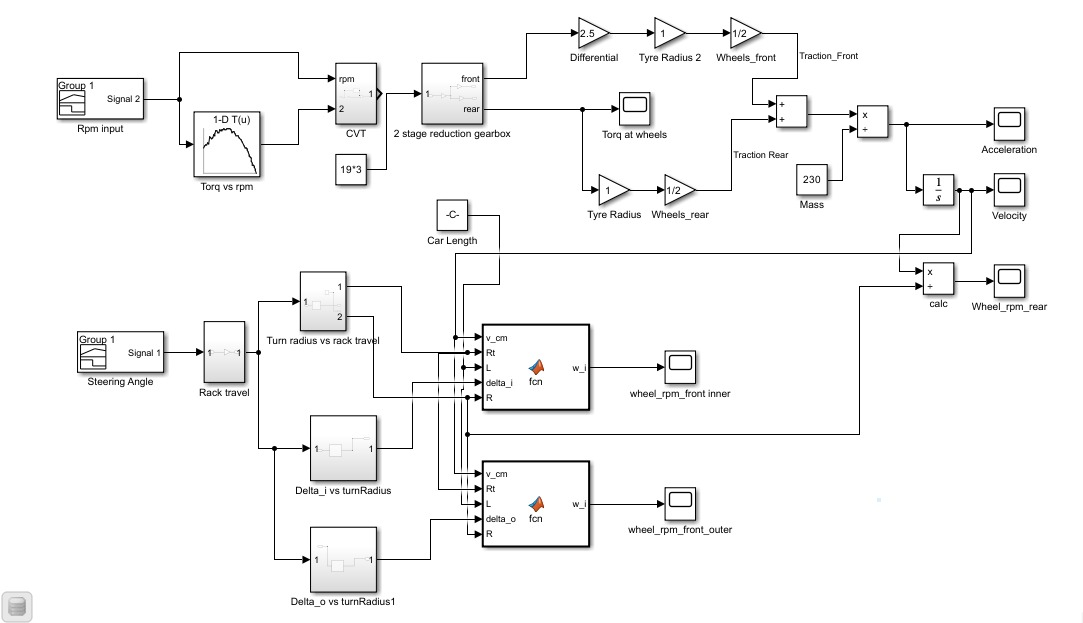 Group 1
Signal 2
Rpm input
1-D T(u)
Torq vs rpm
rpm
1
2
CVT
19*3
1
front
rear
2 stage reduction gearbox
2.5
Differential
1
Tyre Radius 2
1/2
Wheels_front
Traction_Front
Torq at wheels
1
Tyre Radius
1/2
Wheels_rear
Traction Rear
+
+
x
÷
230
Mass
Acceleration
1
s
Velocity
x
÷
calc
Wheel_rpm_rear
-C-
Car Length
Group 1
Signal 1
Steering Angle
1
1
Rack travel
1
1
2
Turn radius vs rack travel
1
1
Delta_i vs turnRadius
1
1
Delta_o vs turnRadius1
v_cm
Rt
L
delta_i
R
fcn
w_i
wheel_rpm_front inner
v_cm
Rt
L
delta_o
R
fcn
w_i
wheel_rpm_front_outer